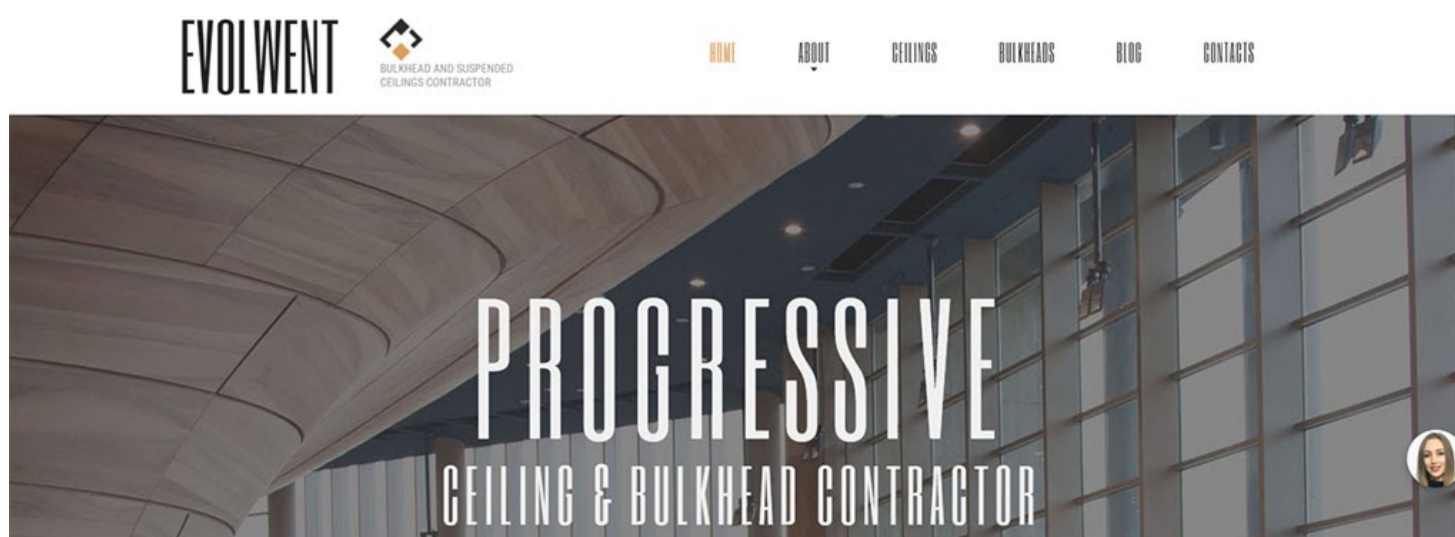 EVOLWENT
BULKHEAD AND SUSPENDED
CEILINGS CONTRACTOR
HOME
ABOUT
CEILINGS
BULKHEADS
BLOG
CONTACTS
PROGRESSIVE
CEILING & BULKHEAD CONTRACTOR